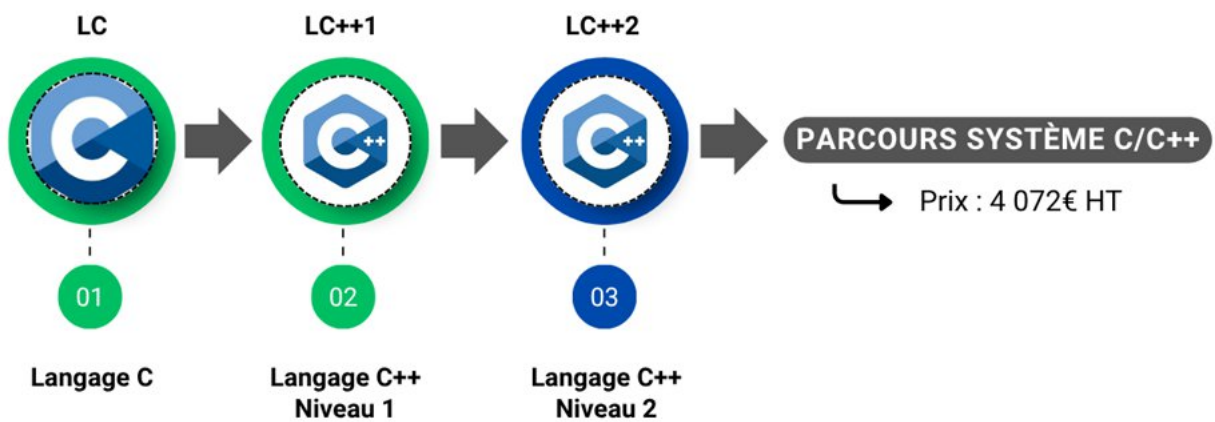 LC
LC++1
LC++2
C
C++
C++
PARCOURS SYSTÈME C/C++
Prix : 4 072€ HT
01
02
03
Langage C
Langage C++
Niveau 1
Langage C++
Niveau 2